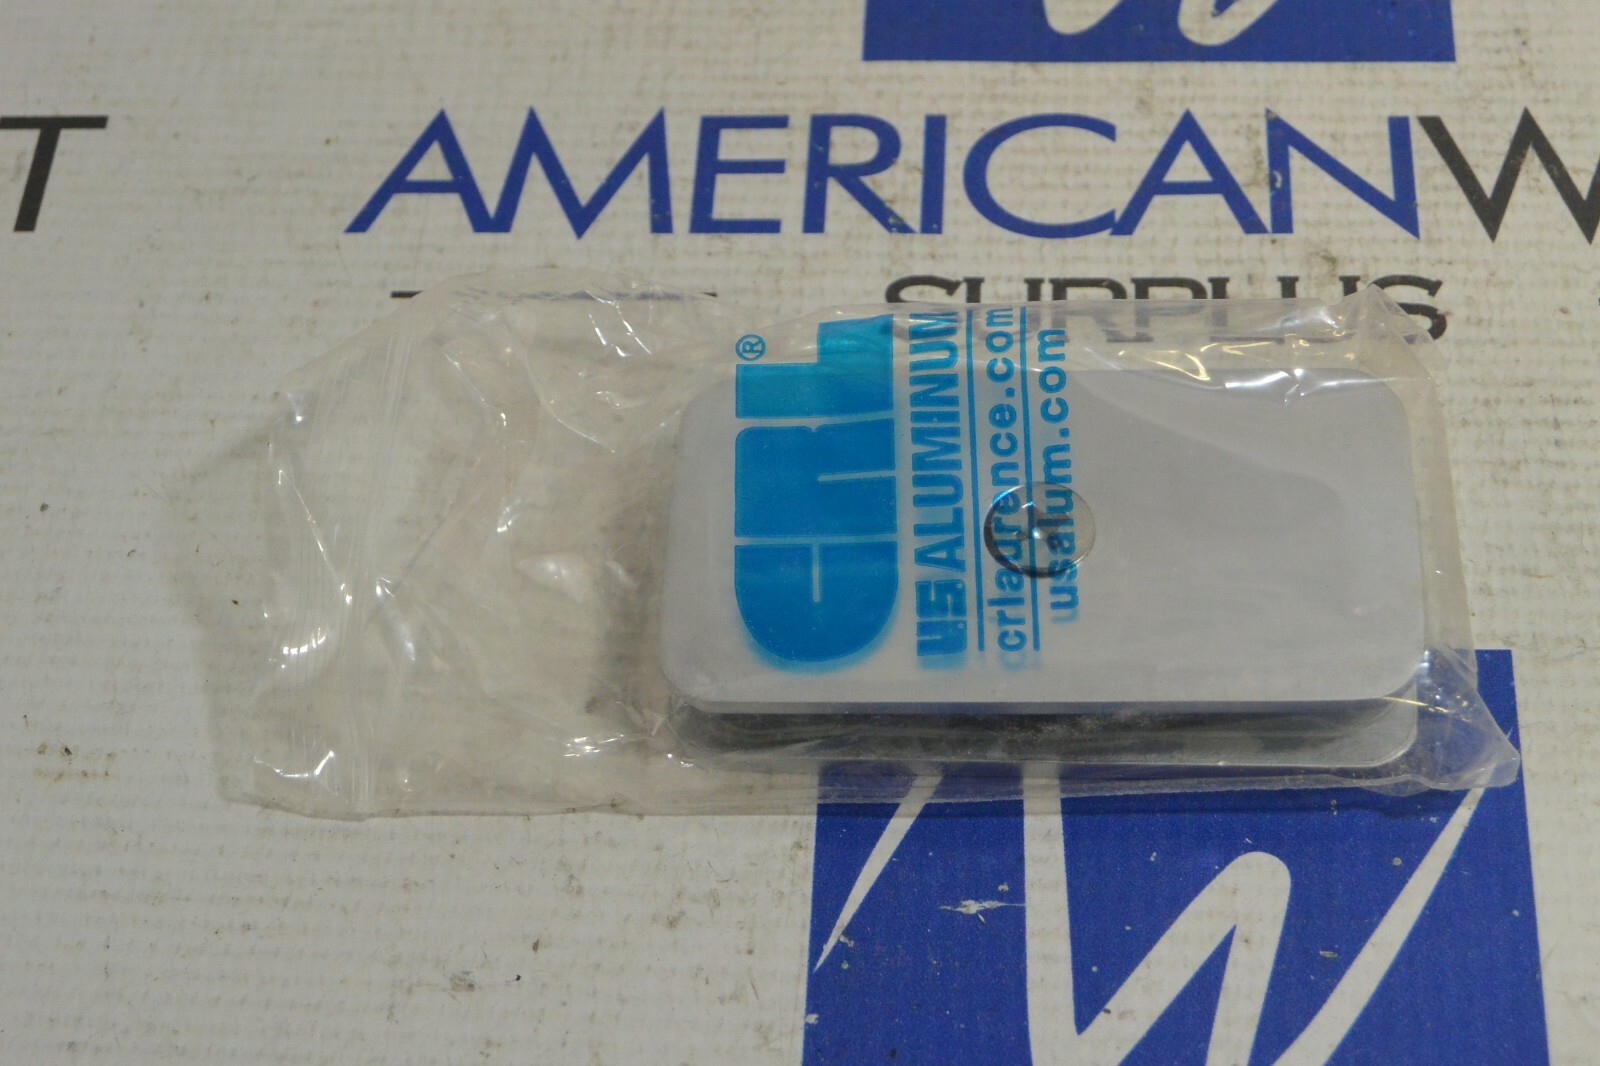 T AMERICANW
SURPLUS
CRL®
U.S. ALUMINUM
crlaurence.com
usalum.com